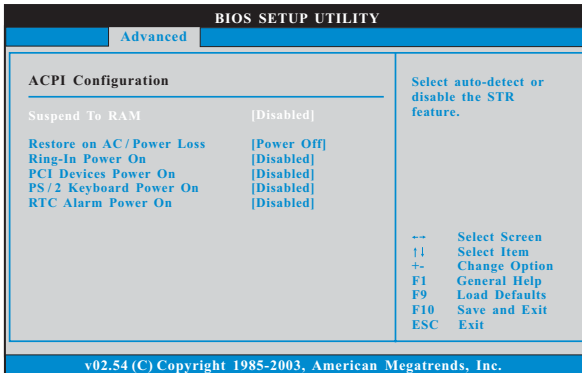 BIOS SETUP UTILITY
Advanced
ACPI Configuration
Suspend To RAM [Disabled]
Restore on AC / Power Loss [Power Off]
Ring-In Power On [Disabled]
PCI Devices Power On [Disabled]
PS / 2 Keyboard Power On [Disabled]
RTC Alarm Power On [Disabled]
Select auto-detect or
disable the STR
feature.
←→ Select Screen
↑↓ Select Item
+- Change Option
F1 General Help
F9 Load Defaults
F10 Save and Exit
ESC Exit
v02.54 (C) Copyright 1985-2003, American Megatrends, Inc.